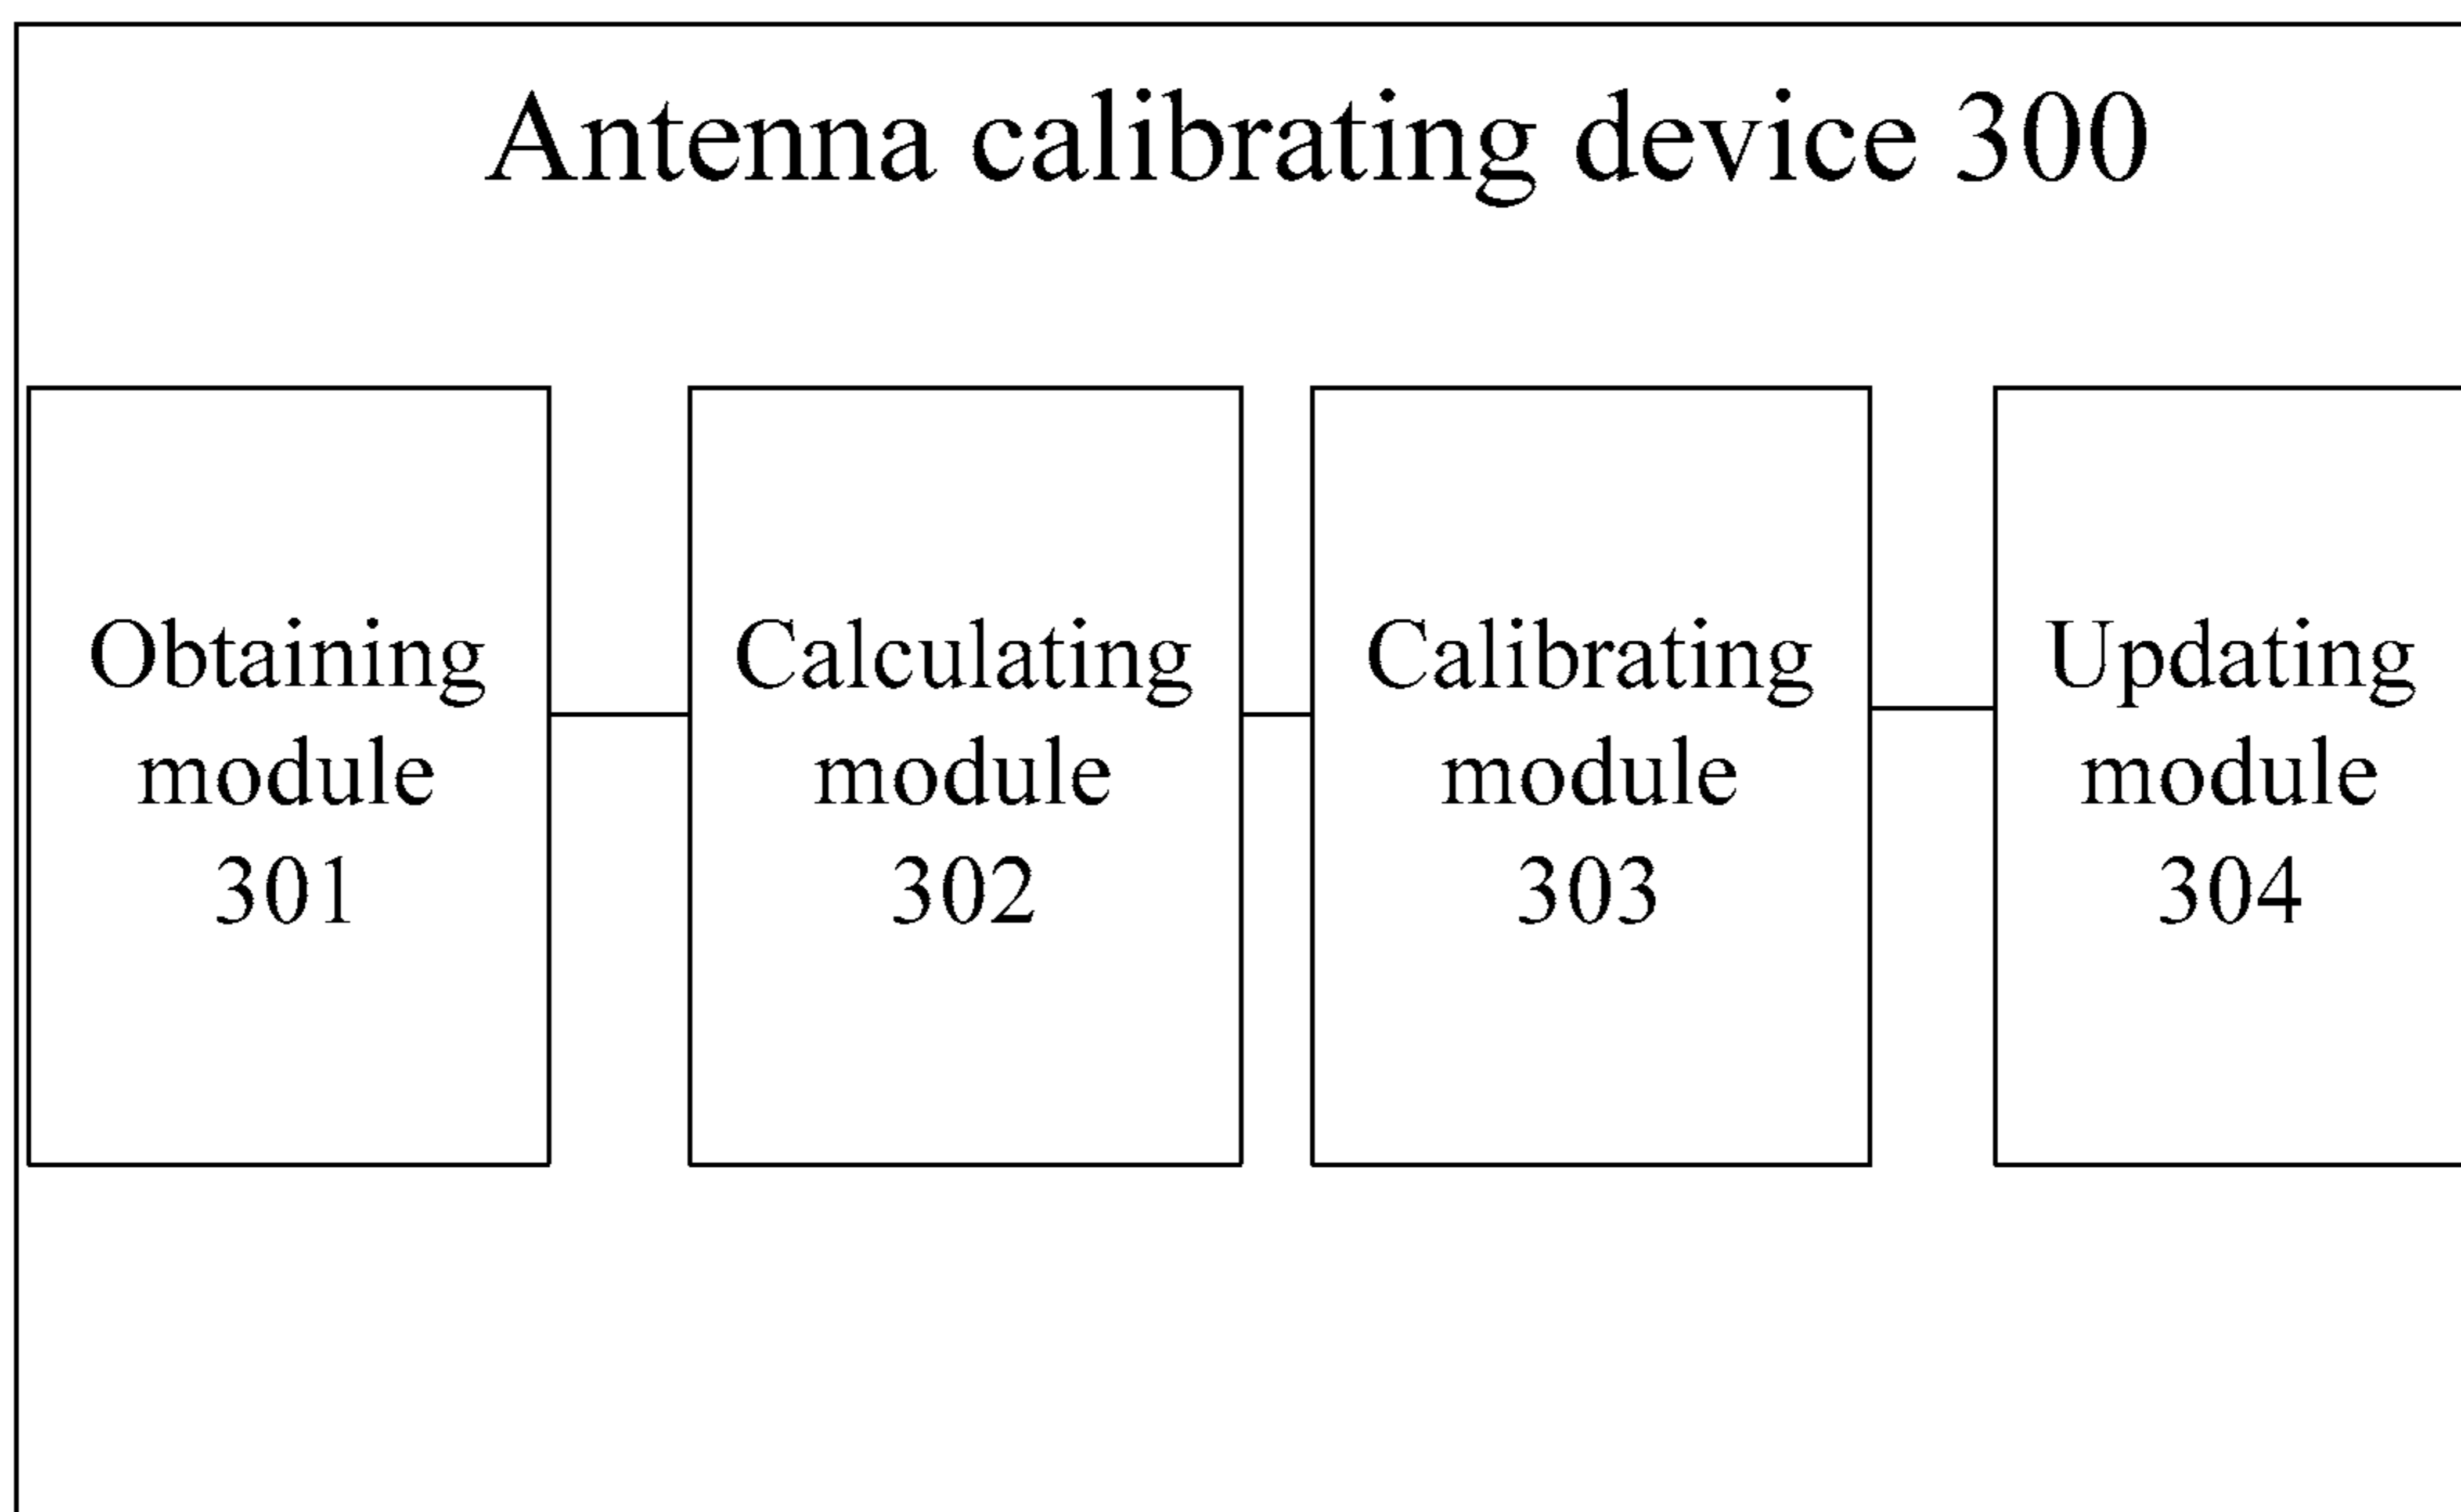 Antenna calibrating device 300
Obtaining
module
301
Calculating
module
302
Calibrating
module
303
Updating
module
304